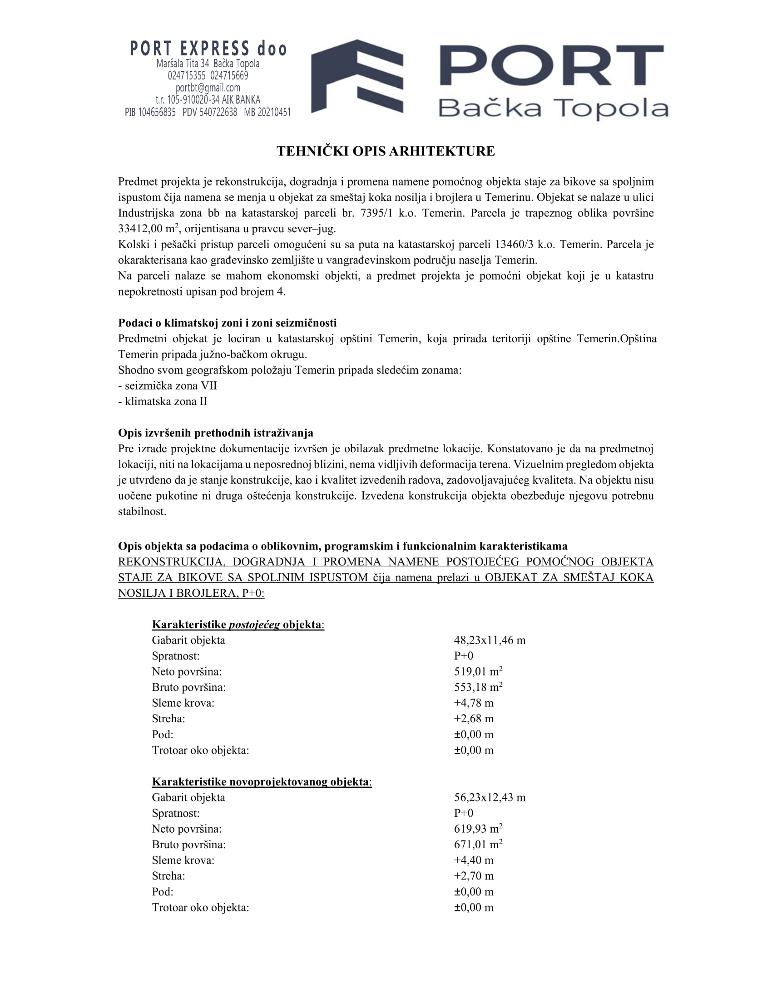 PORT EXPRESS doo
Maršala Tita 34 Bačka Topola
024715355 024715669
portbt@gmail.com
t.r. 105-910020-34 AIK BANKA
PIB 104656835 PDV 540722638 MB 20210451
PORT
Bačka Topola
TEHNIČKI OPIS ARHITEKTURE
Predmet projekta je rekonstrukcija, dogradnja i promena namene pomoćnog objekta staje za bikove sa spoljnim
ispustom čija namena se menja u objekat za smeštaj koka nosilja i brojlera u Temerinu. Objekat se nalaze u ulici
Industrijska zona bb na katastarskoj parceli br. 7395/1 k.o. Temerin. Parcela je trapeznog oblika površine
33412,00 m², orijentisana u pravcu sever–jug.
Kolski i pešački pristup parceli omogućeni su sa puta na katastarskoj parceli 13460/3 k.o. Temerin. Parcela je
okarakterisana kao građevinsko zemljište u vangrađevinskom području naselja Temerin.
Na parceli nalaze se mahom ekonomski objekti, a predmet projekta je pomoćni objekat koji je u katastru
nepokretnosti upisan pod brojem 4.
Podaci o klimatskoj zoni i zoni seizmičnosti
Predmetni objekat je lociran u katastarskoj opštini Temerin, koja prirada teritoriji opštine Temerin.Opština
Temerin pripada južno-bačkom okrugu.
Shodno svom geografskom položaju Temerin pripada sledećim zonama:
- seizmička zona VII
- klimatska zona II
Opis izvršenih prethodnih istraživanja
Pre izrade projektne dokumentacije izvršen je obilazak predmetne lokacije. Konstatovano je da na predmetnoj
lokaciji, niti na lokacijama u neposrednoj blizini, nema vidljivih deformacija terena. Vizuelnim pregledom objekta
je utvrđeno da je stanje konstrukcije, kao i kvalitet izvedenih radova, zadovoljavajućeg kvaliteta. Na objektu nisu
uočene pukotine ni druga oštećenja konstrukcije. Izvedena konstrukcija objekta obezbeđuje njegovu potrebnu
stabilnost.
Opis objekta sa podacima o oblikovnim, programskim i funkcionalnim karakteristikama
REKONSTRUKCIJA, DOGRADNJA I PROMENA NAMENE POSTOJEĆEG POMOĆNOG OBJEKTA
STAJE ZA BIKOVE SA SPOLJNIM ISPUSTOM čija namena prelazi u OBJEKAT ZA SMEŠTAJ KOKA
NOSILJA I BROJLERA, P+0:
Karakteristike postojećeg objekta:
Gabarit objekta 48,23x11,46 m
Spratnost: P+0
Neto površina: 519,01 m²
Bruto površina: 553,18 m²
Sleme krova: +4,78 m
Streha: +2,68 m
Pod: ±0,00 m
Trotoar oko objekta: ±0,00 m
Karakteristike novoprojektovanog objekta:
Gabarit objekta 56,23x12,43 m
Spratnost: P+0
Neto površina: 619,93 m²
Bruto površina: 671,01 m²
Sleme krova: +4,40 m
Streha: +2,70 m
Pod: ±0,00 m
Trotoar oko objekta: ±0,00 m